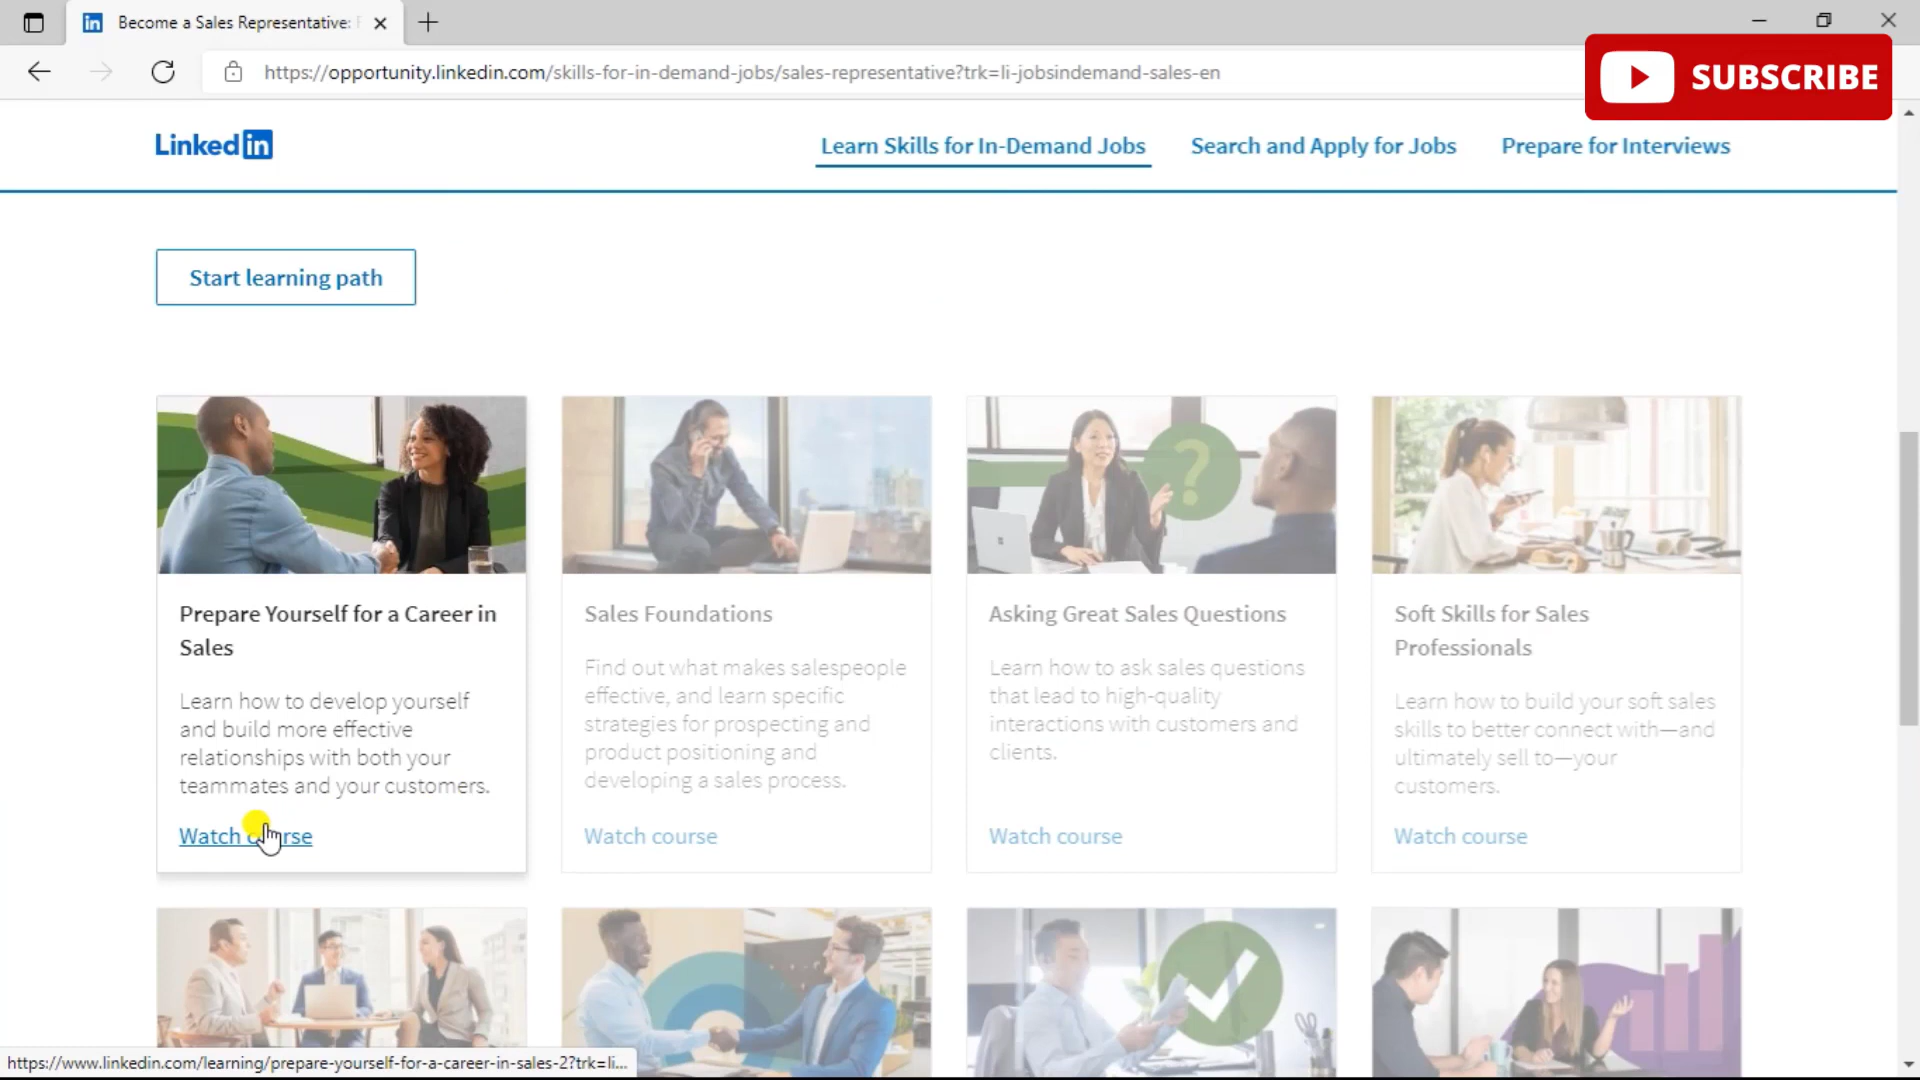 Become a Sales Representative:
https://opportunity.linkedin.com/skills-for-in-demand-jobs/sales-representative?trk=li-jobsindemand-sales-en
SUBSCRIBE
Linkedin
Learn Skills for In-Demand Jobs
Search and Apply for Jobs
Prepare for Interviews
Start learning path
Prepare Yourself for a Career in
Sales
Learn how to develop yourself
and build more effective
relationships with both your
teammates and your customers.
Watch course
Sales Foundations
Find out what makes salespeople
effective, and learn specific
strategies for prospecting and
product positioning and
developing a sales process.
Watch course
?
Asking Great Sales Questions
Learn how to ask sales questions
that lead to high-quality
interactions with customers and
clients.
Watch course
Soft Skills for Sales
Professionals
Learn how to build your soft sales
skills to better connect with—and
ultimately sell to—your
customers.
Watch course
https://www.linkedin.com/learning/prepare-yourself-for-a-career-in-sales-2?trk=li...